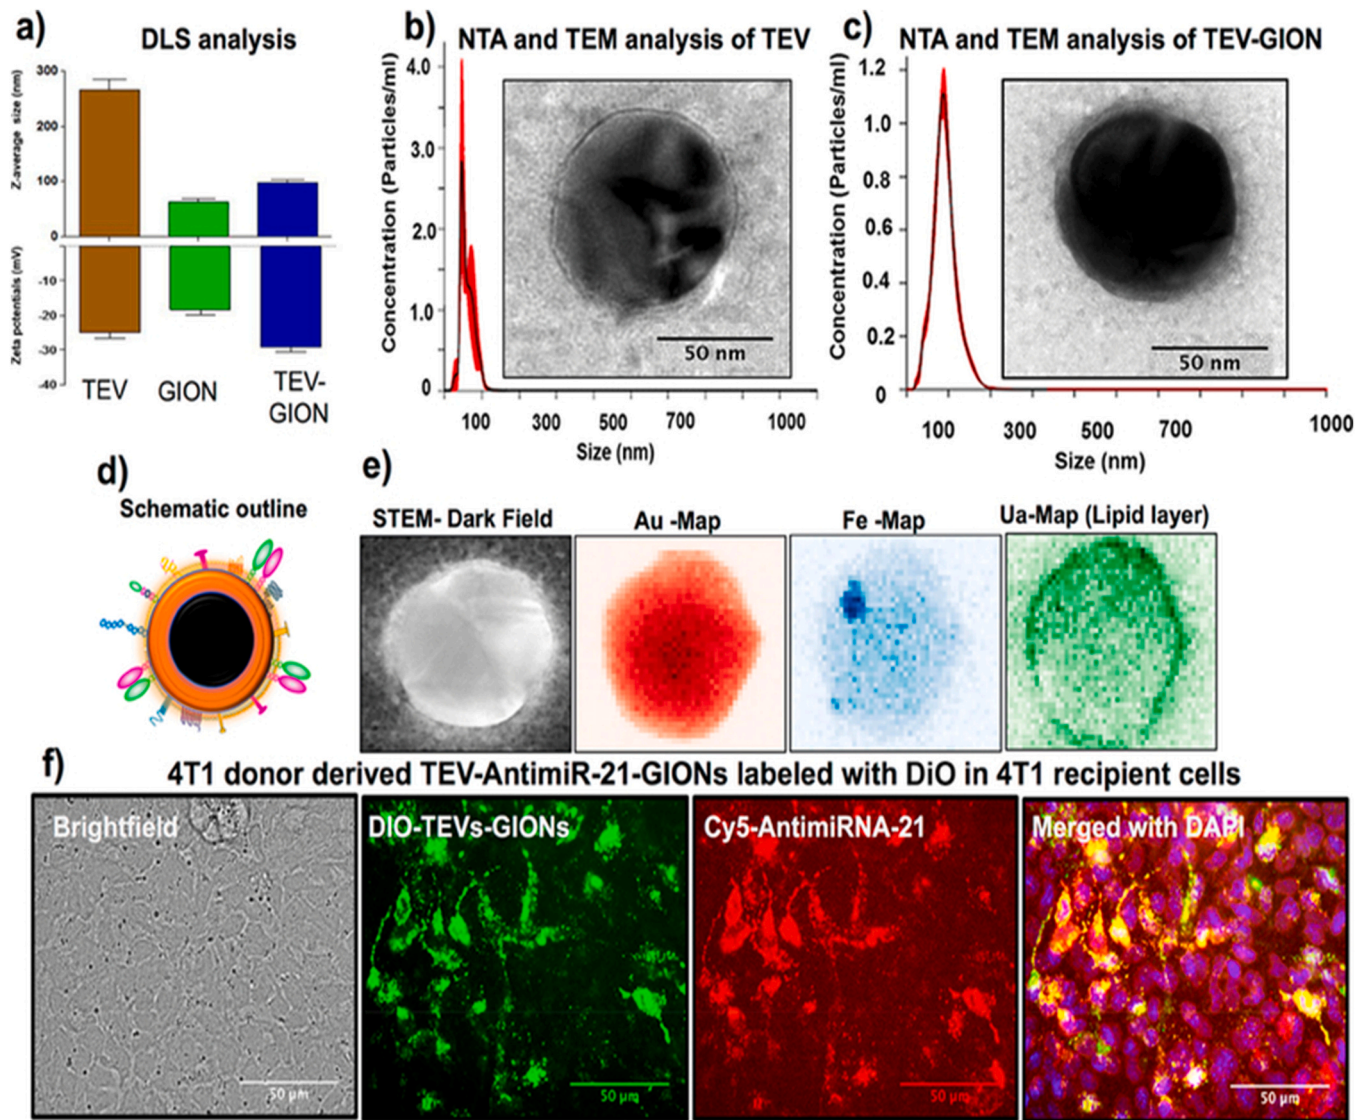 a)
DLS analysis
Z-average size (nm)
300
200
100
0
Zeta potentials (mV)
-10
-20
-30
-40
TEV
GION
TEV-
GION
b)
NTA and TEM analysis of TEV
Concentration (Particles/ml)
4.0
3.0
2.0
1.0
0
50 nm
100 300 500 700 1000
Size (nm)
c)
NTA and TEM analysis of TEV-GION
Concentration (Particles/ml)
1.2
1.0
0.8
0.6
0.4
0.2
0
50 nm
100 300 500 700 1000
Size (nm)
d)
Schematic outline
e)
STEM- Dark Field
Au -Map
Fe -Map
Ua-Map (Lipid layer)
f)
4T1 donor derived TEV-AntimiR-21-GIONs labeled with DiO in 4T1 recipient cells
Brightfield
50 µm
DIO-TEVs-GIONs
50 µm
Cy5-AntimiRNA-21
50 µm
Merged with DAPI
50 µm